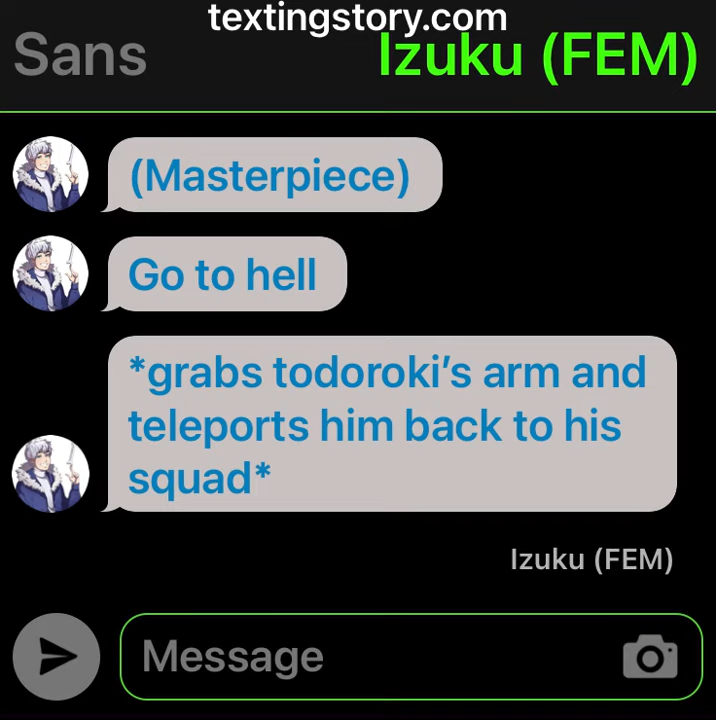 textingstory.com
Sans
Izuku (FEM)
(Masterpiece)
Go to hell
*grabs todoroki's arm and
teleports him back to his
squad*
Izuku (FEM)
Message